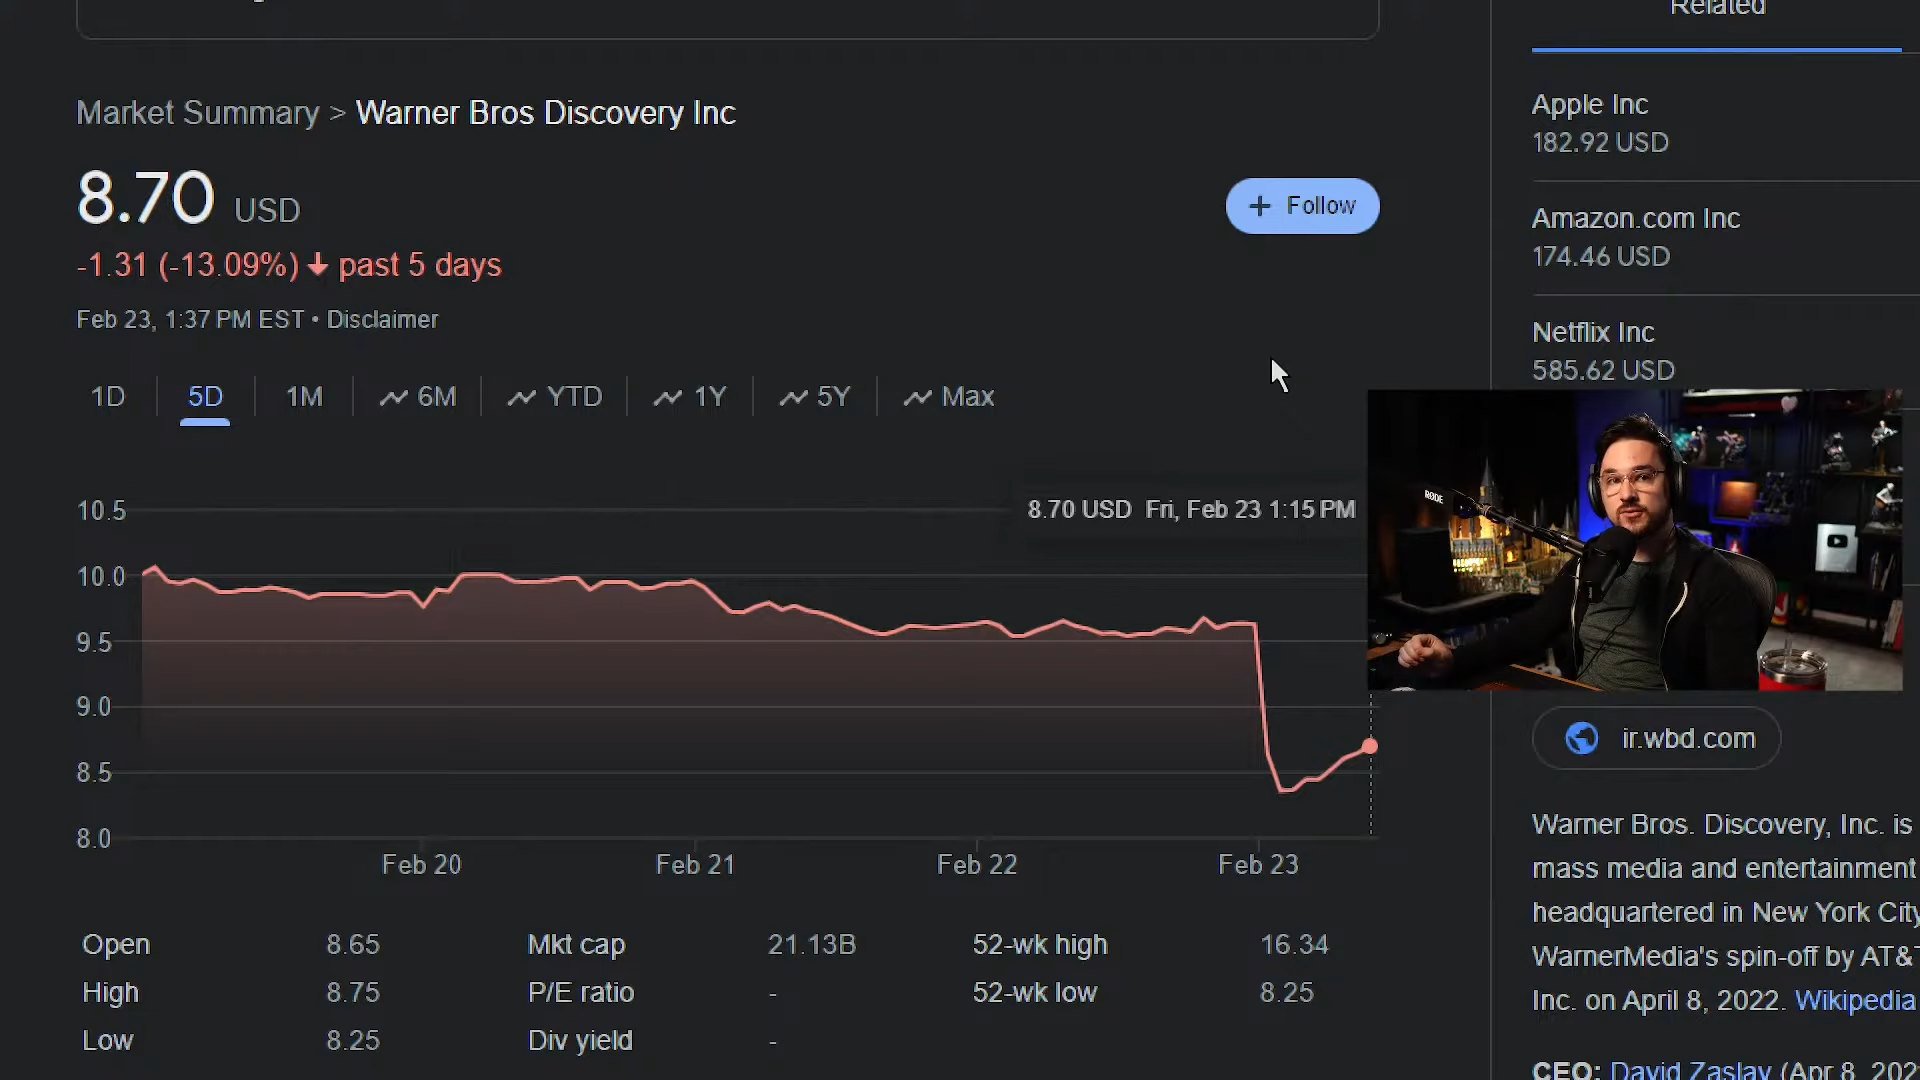 Related
Market Summary > Warner Bros Discovery Inc
8.70 USD
+ Follow
-1.31 (-13.09%) ↓ past 5 days
Feb 23, 1:37 PM EST • Disclaimer
1D 5D 1M 6M YTD 1Y 5Y Max
8.70 USD Fri, Feb 23 1:15 PM
10.5
10.0
9.5
9.0
8.5
8.0
Feb 20 Feb 21 Feb 22 Feb 23
Open 8.65 Mkt cap 21.13B 52-wk high 16.34
High 8.75 P/E ratio - 52-wk low 8.25
Low 8.25 Div yield -
Apple Inc
182.92 USD
Amazon.com Inc
174.46 USD
Netflix Inc
585.62 USD
RØDE
ir.wbd.com
Warner Bros. Discovery, Inc. is
mass media and entertainment
headquartered in New York City
WarnerMedia's spin-off by AT&T
Inc. on April 8, 2022. Wikipedia
CEO: David Zaslav (Apr 8, 202